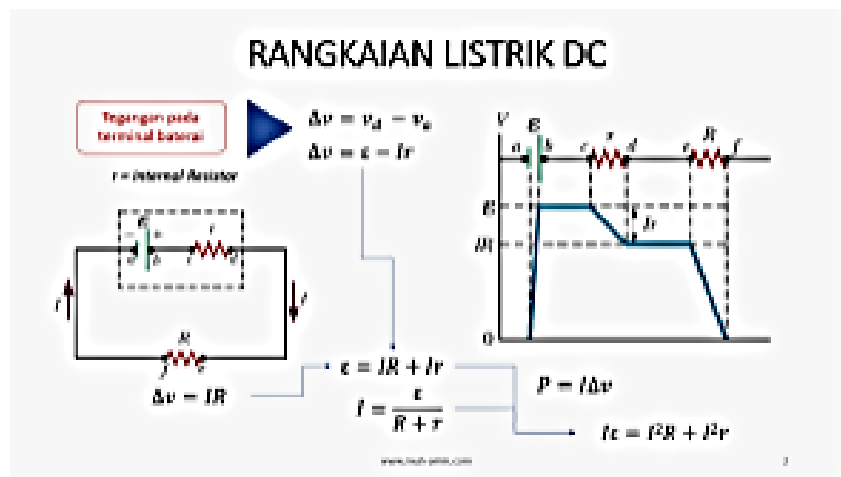 RANGKAIAN LISTRIK DC
Tegangan pada
terminal baterai
Δv = v_d − v_a
Δv = ε − Ir
r = internal Resistor
ε
− +
r
a b c d
I
I
R
f e
Δv = IR
ε = IR + Ir
I = ε / (R + r)
P = IΔv
Iε = I²R + I²r
V
ε
r
R
a b c d e f
ε
Ir
IR
0